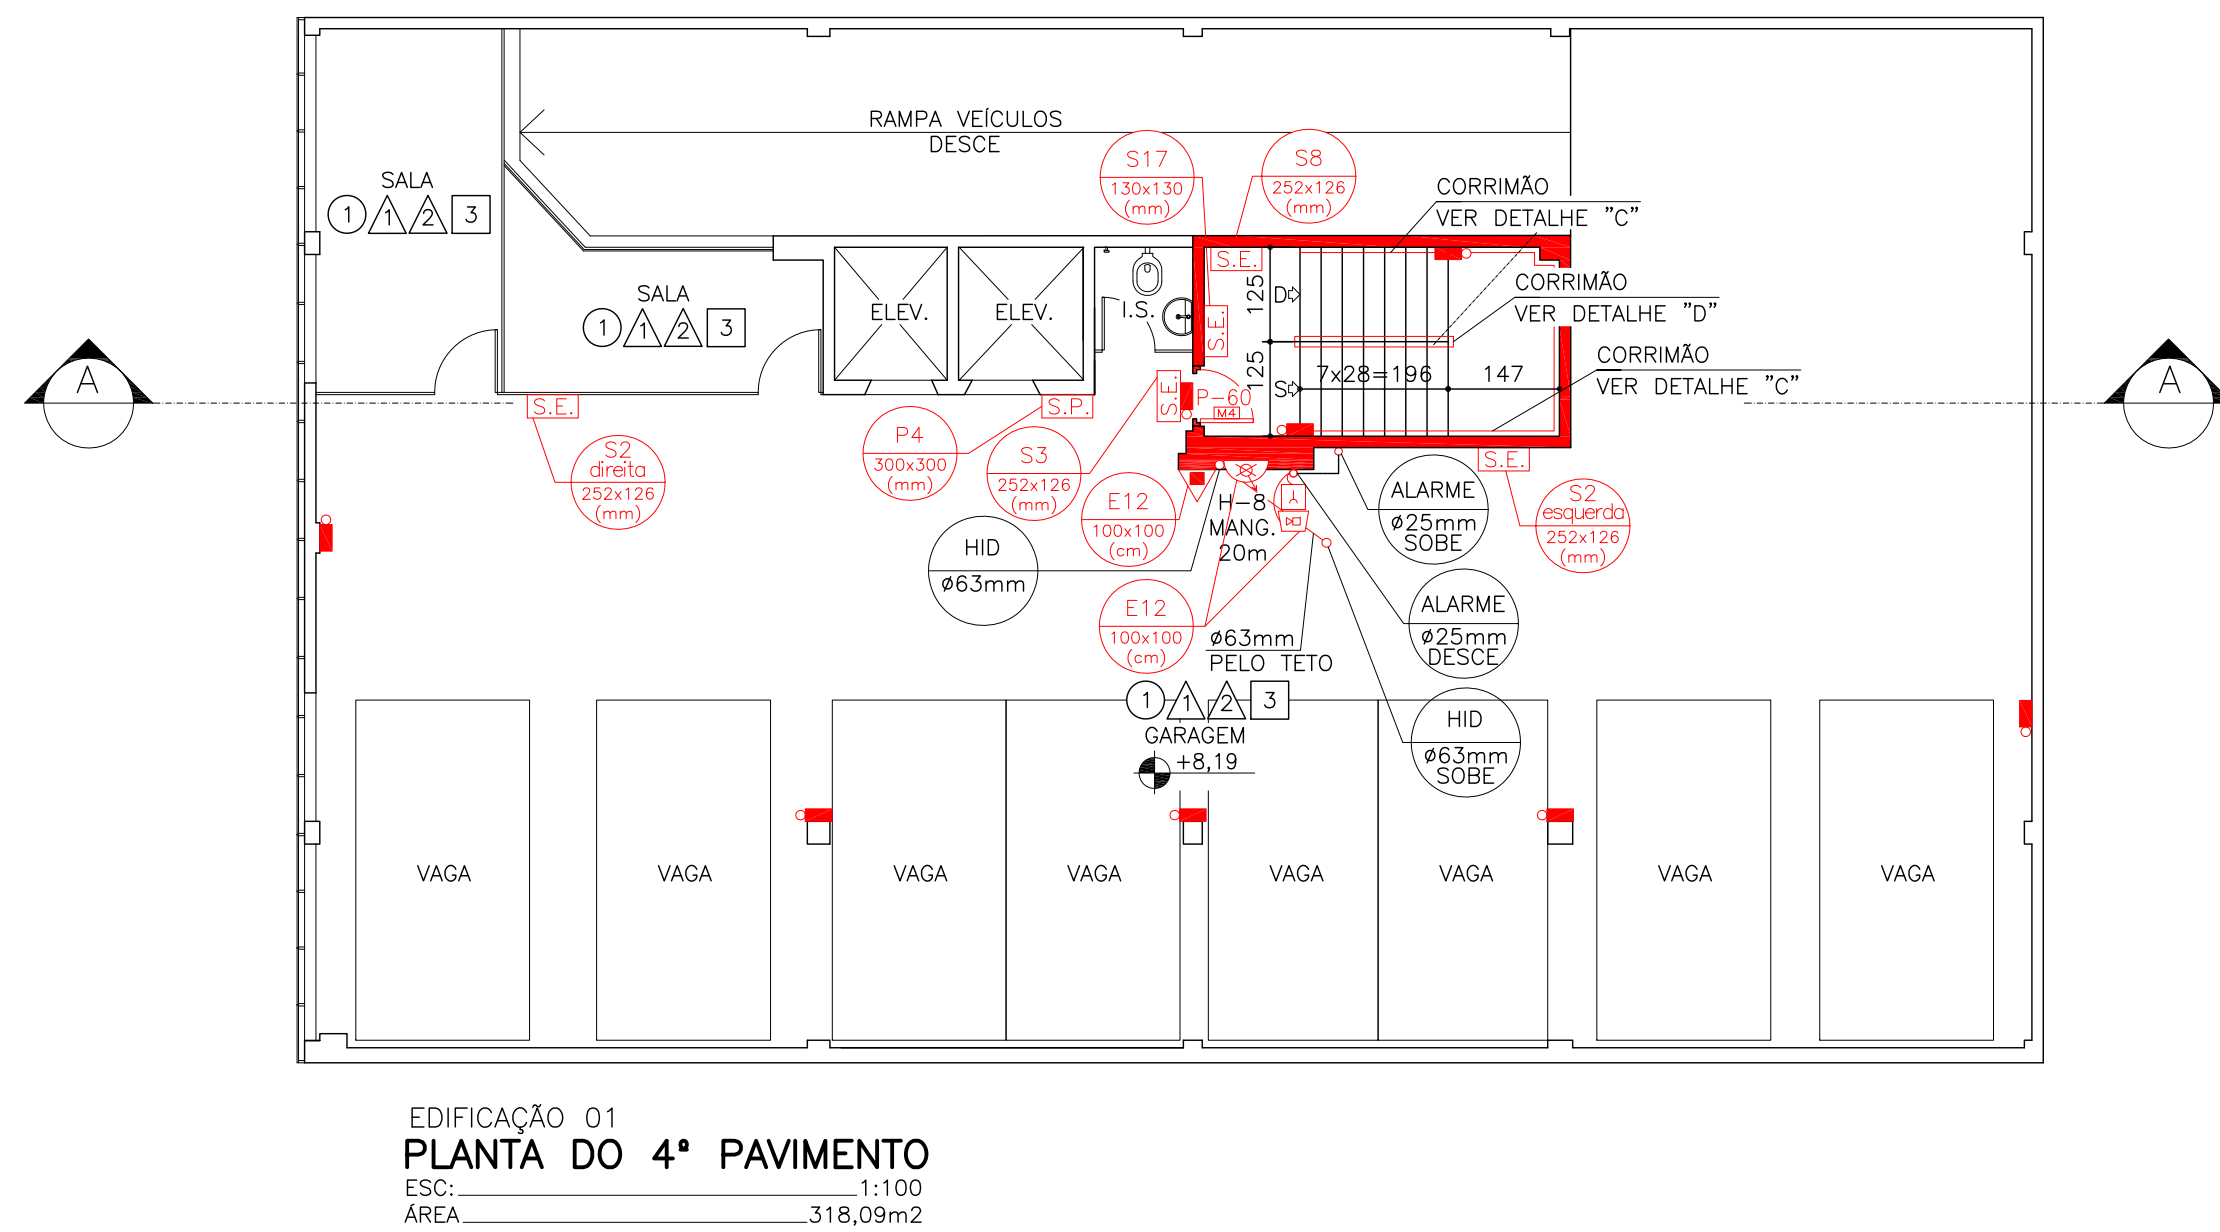 RAMPA VEÍCULOS
DESCE
S17
130x130
(mm)
S8
252x126
(mm)
CORRIMÃO
VER DETALHE "C"
SALA
1 1 2 3
SALA
1 1 2 3
ELEV.
ELEV.
I.S.
S.E.
S.E.
125
125
D
S
7x28=196
147
CORRIMÃO
VER DETALHE "D"
CORRIMÃO
VER DETALHE "C"
A
A
S.E.
S.P.
S.E.
P-60
M4
S.E.
S2
direita
252x126
(mm)
P4
300x300
(mm)
S3
252x126
(mm)
E12
100x100
(cm)
H-8
MANG.
20m
ALARME
ø25mm
SOBE
S2
esquerda
252x126
(mm)
HID
ø63mm
E12
100x100
(cm)
ø63mm
PELO TETO
ALARME
ø25mm
DESCE
1 1 2 3
GARAGEM
+8,19
HID
ø63mm
SOBE
VAGA
VAGA
VAGA
VAGA
VAGA
VAGA
VAGA
VAGA
EDIFICAÇÃO 01
PLANTA DO 4ª PAVIMENTO
ESC: 1:100
ÁREA 318,09m2